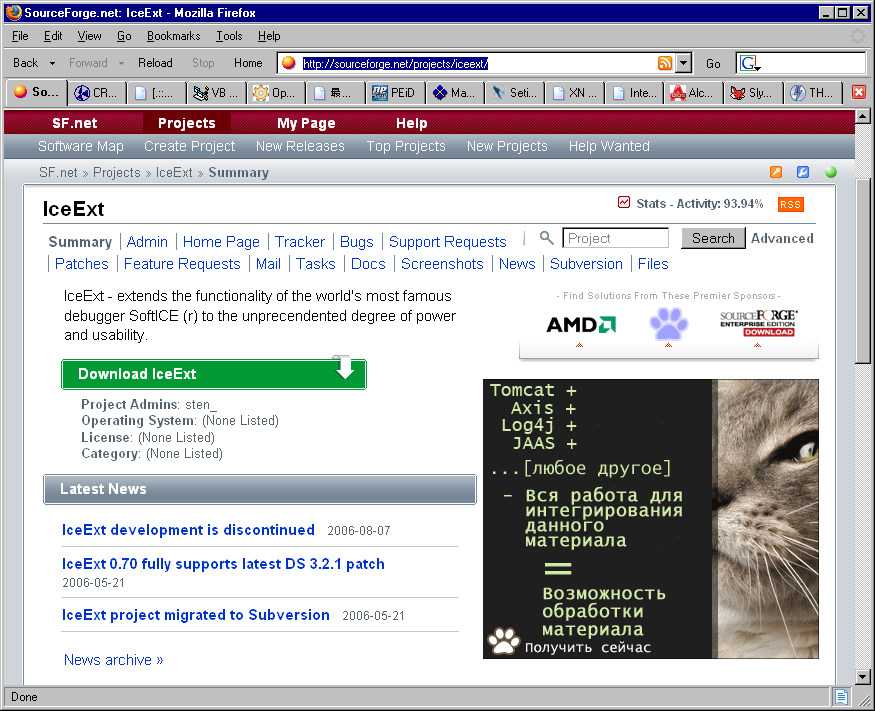 SourceForge.net: IceExt - Mozilla Firefox
File Edit View Go Bookmarks Tools Help
Back Forward Reload Stop Home http://sourceforge.net/projects/iceext/ Go
So... CR... [.::... VB ... Op... 最... PEiD Ma... Seti... XN ... Inte... Alc... Sly... TH...
SF.net Projects My Page Help
Software Map Create Project New Releases Top Projects New Projects Help Wanted
SF.net » Projects » IceExt » Summary
IceExt Stats - Activity: 93.94% RSS
Summary Admin Home Page Tracker Bugs Support Requests Project Search Advanced
Patches Feature Requests Mail Tasks Docs Screenshots News Subversion Files
IceExt - extends the functionality of the world's most famous
debugger SoftICE (r) to the unprecendented degree of power
and usability.
- Find Solutions From These Premier Sponsors -
AMD SOURCEFORGE
ENTERPRISE EDITION
DOWNLOAD
Download IceExt
Project Admins: sten_
Operating System: (None Listed)
License: (None Listed)
Category: (None Listed)
Latest News
IceExt development is discontinued 2006-08-07
IceExt 0.70 fully supports latest DS 3.2.1 patch
2006-05-21
IceExt project migrated to Subversion 2006-05-21
News archive »
Tomcat +
Axis +
Log4j +
JAAS +
...[любое другое]
- Вся работа для
интегрирования
данного
материала
=
Возможность
обработки
материала
Получить сейчас
Done